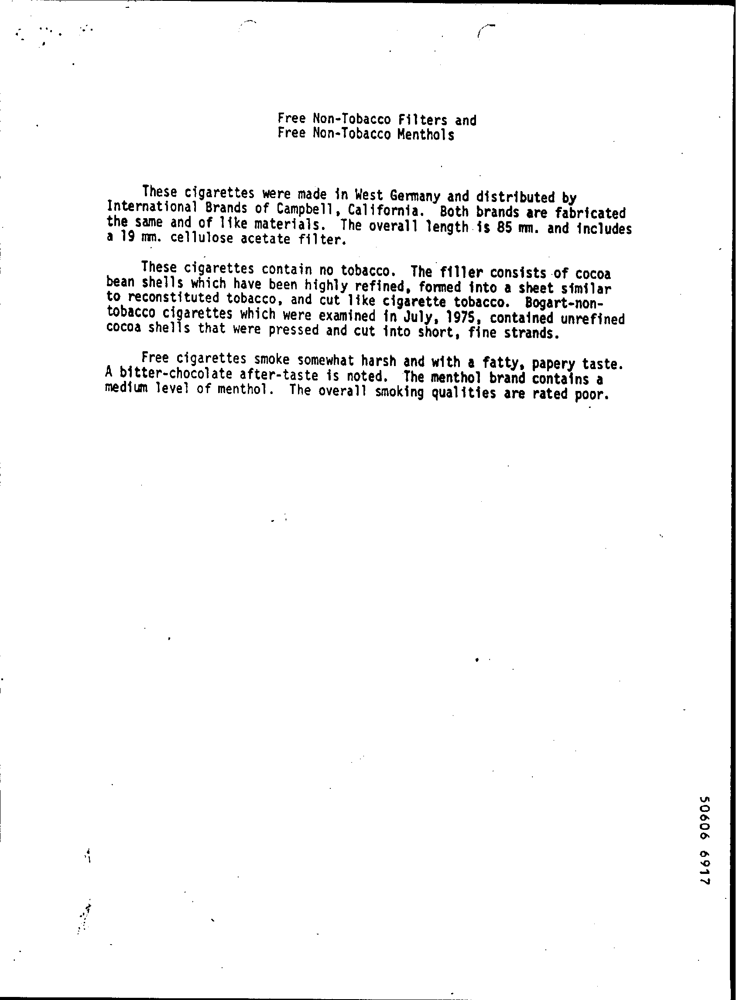 Free Non-Tobacco Filters and
Free Non-Tobacco Menthols
These cigarettes were made in West Germany and distributed by
International Brands of Campbell, California. Both brands are fabricated
the same and of like materials. The overall length is 85 mm. and includes
a 19 mm. cellulose acetate filter.
These cigarettes contain no tobacco. The filler consists of cocoa
bean shells which have been highly refined, formed into a sheet similar
to reconstituted tobacco, and cut like cigarette tobacco. Bogart-non-
tobacco cigarettes which were examined in July, 1975, contained unrefined
cocoa shells that were pressed and cut into short, fine strands.
Free cigarettes smoke somewhat harsh and with a fatty, papery taste.
A bitter-chocolate after-taste is noted. The menthol brand contains a
medium level of menthol. The overall smoking qualities are rated poor.
50606 6917